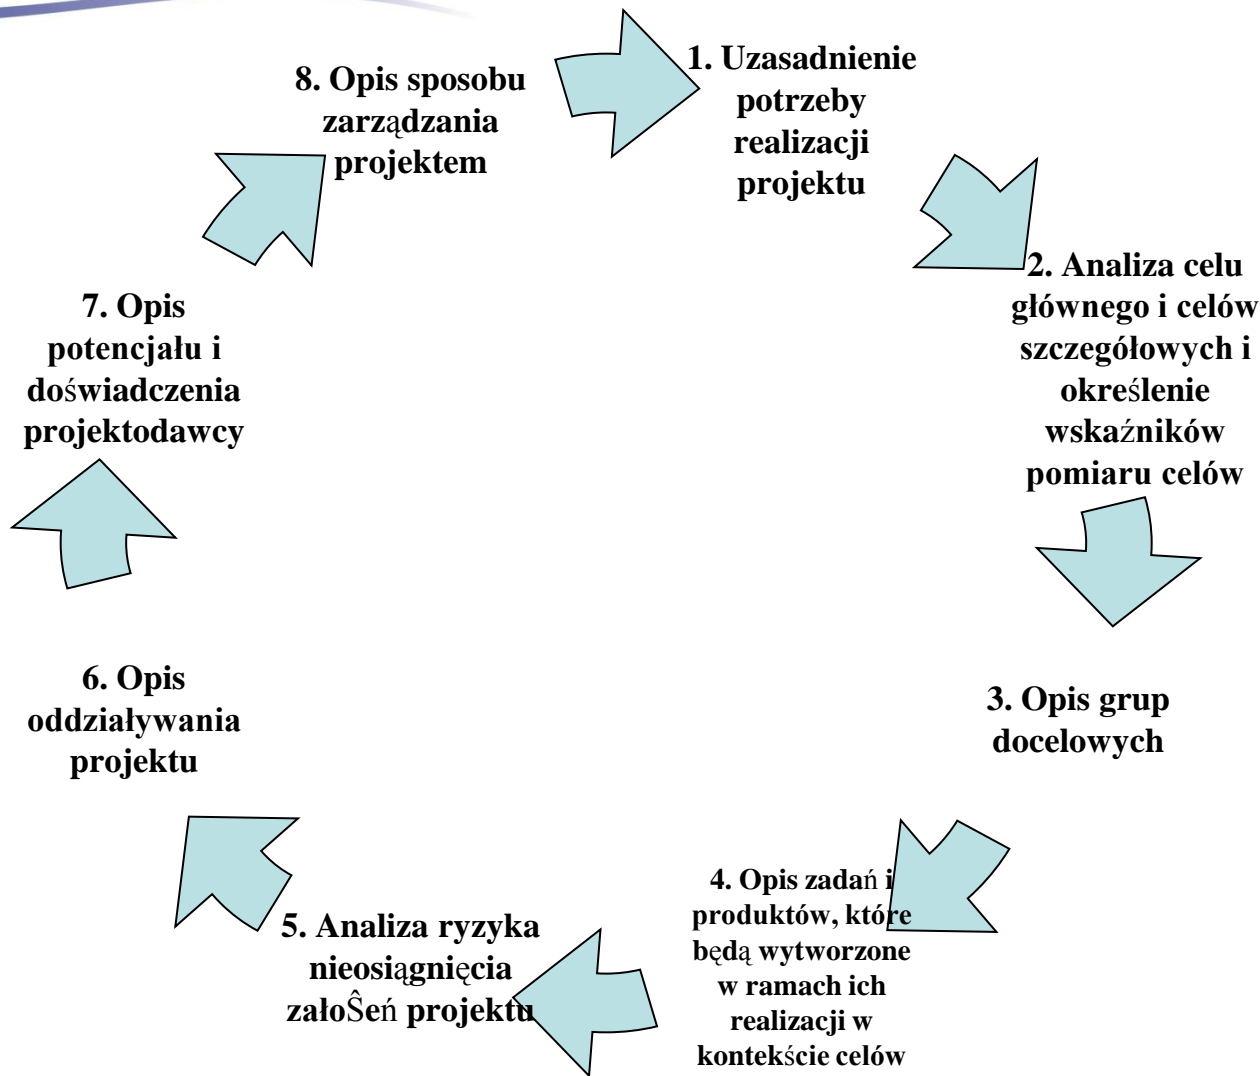 1. Uzasadnienie
potrzeby
realizacji
projektu
2. Analiza celu
głównego i celów
szczegółowych i
określenie
wskaźników
pomiaru celów
3. Opis grup
docelowych
4. Opis zadań i
produktów, które
będą wytworzone
w ramach ich
realizacji w
kontekście celów
5. Analiza ryzyka
nieosiągnięcia
załoŜeń projektu
6. Opis
oddziaływania
projektu
7. Opis
potencjału i
doświadczenia
projektodawcy
8. Opis sposobu
zarządzania
projektem